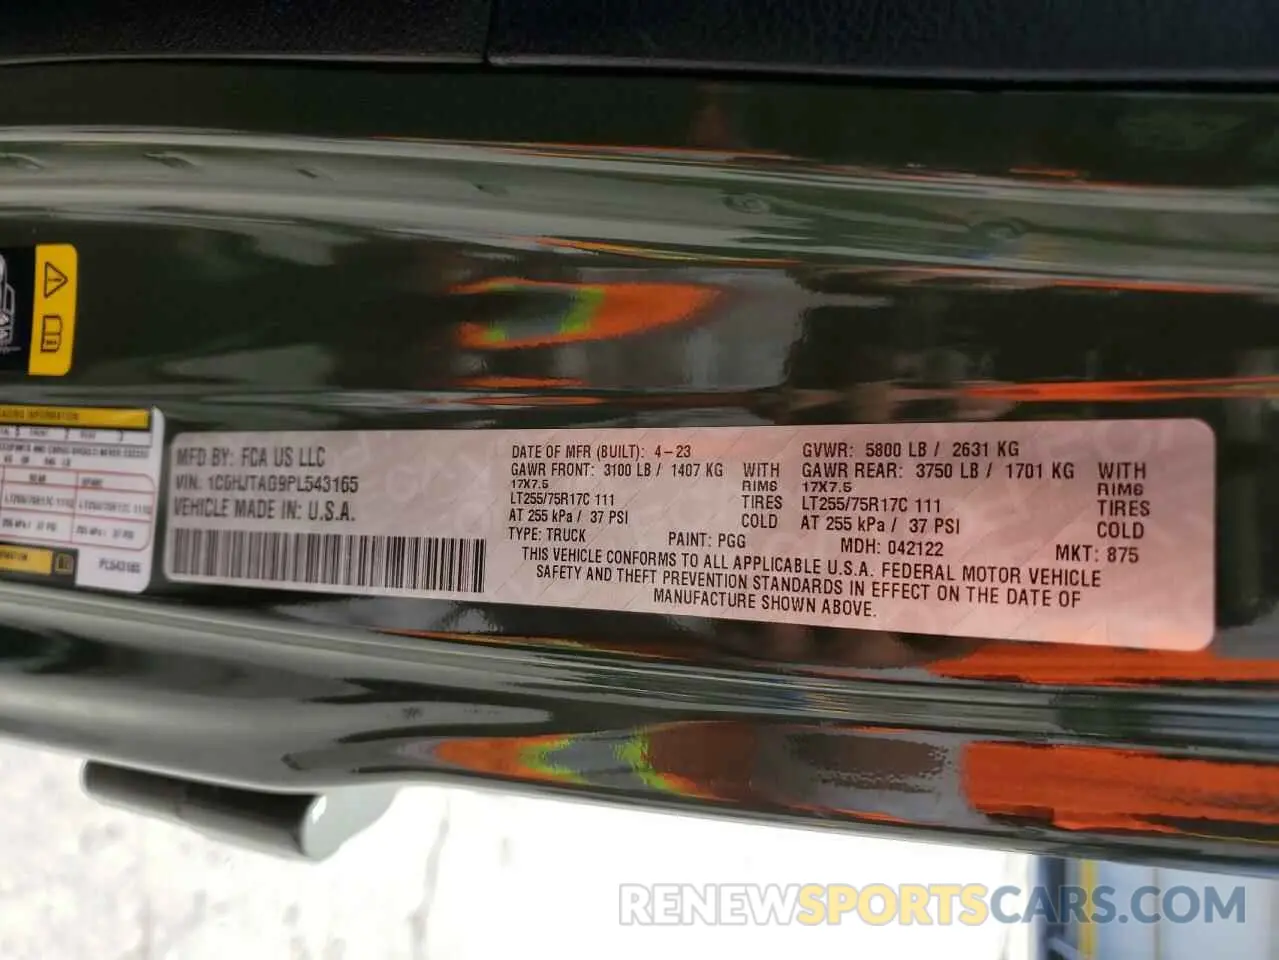 MFD BY: FCA US LLC
VIN: 1C6HJTAG9PL543165
VEHICLE MADE IN: U.S.A.
DATE OF MFR (BUILT): 4-23
GAWR FRONT: 3100 LB / 1407 KG WITH
17X7.5 RIMS
LT255/75R17C 111 TIRES
AT 255 kPa / 37 PSI COLD
TYPE: TRUCK PAINT: PGG
GVWR: 5800 LB / 2631 KG
GAWR REAR: 3750 LB / 1701 KG WITH
17X7.5 RIMS
LT255/75R17C 111 TIRES
AT 255 kPa / 37 PSI COLD
MDH: 042122 MKT: 875
THIS VEHICLE CONFORMS TO ALL APPLICABLE U.S.A. FEDERAL MOTOR VEHICLE
SAFETY AND THEFT PREVENTION STANDARDS IN EFFECT ON THE DATE OF
MANUFACTURE SHOWN ABOVE.
PL543165
RENEWSPORTSCARS.COM